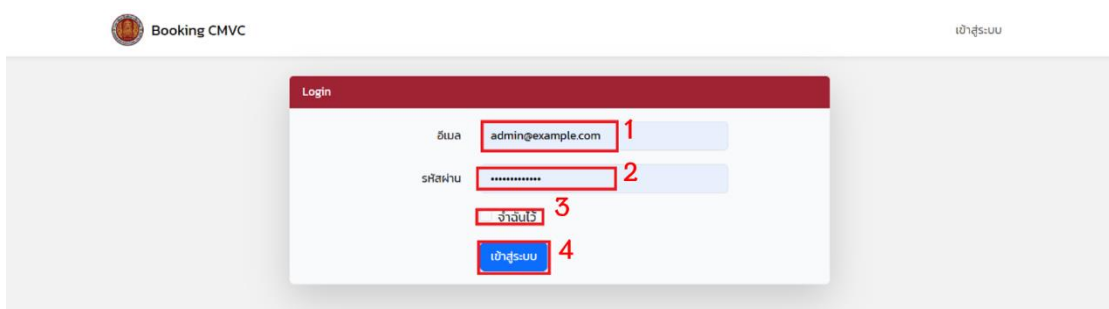 Booking CMVC เข้าสู่ระบบ
Login
อีเมล admin@example.com 1
รหัสผ่าน ••••••••••••• 2
จำฉันไว้ 3
เข้าสู่ระบบ 4